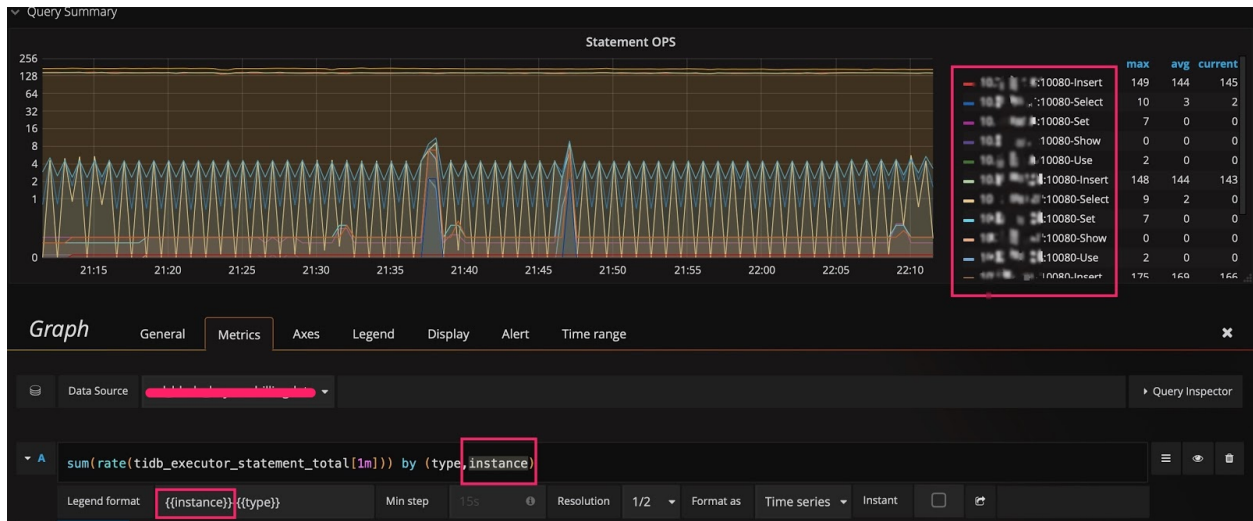 Query Summary
Statement OPS
256
128
64
32
16
8
4
2
1
0
21:15 21:20 21:25 21:30 21:35 21:40 21:45 21:50 21:55 22:00 22:05 22:10
max avg current
:10080-Insert 149 144 145
:10080-Select 10 3 2
:10080-Set 7 0 0
:10080-Show 0 0 0
:10080-Use 2 0 0
:10080-Insert 148 144 143
:10080-Select 9 2 0
:10080-Set 7 0 0
:10080-Show 0 0 0
:10080-Use 2 0 0
:10080-Insert 175 169 166
Graph General Metrics Axes Legend Display Alert Time range
Data Source Query Inspector
A sum(rate(tidb_executor_statement_total[1m])) by (type,instance)
Legend format {{instance}}-{{type}} Min step 15s Resolution 1/2 Format as Time series Instant